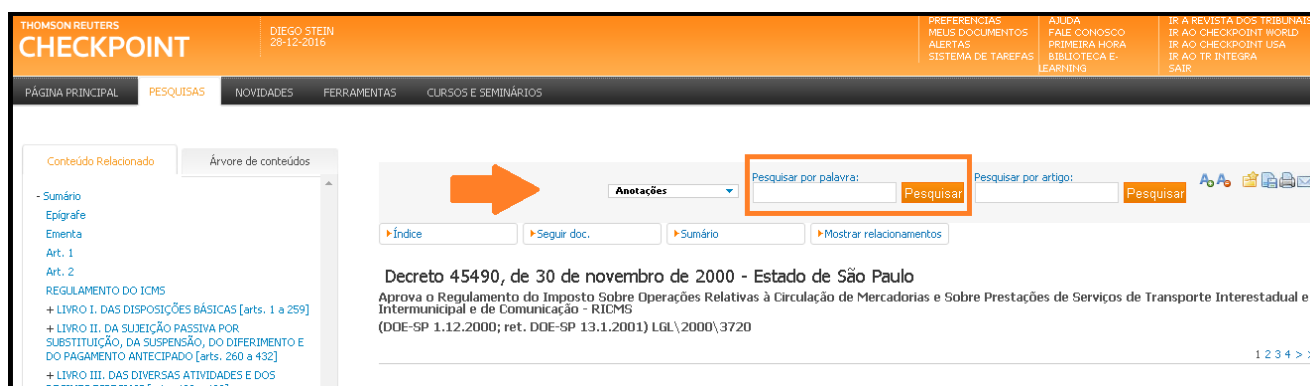 THOMSON REUTERS
CHECKPOINT
DIEGO STEIN
28-12-2016
PREFERENCIAS
MEUS DOCUMENTOS
ALERTAS
SISTEMA DE TAREFAS
AJUDA
FALE CONOSCO
PRIMEIRA HORA
BIBLIOTECA E-
LEARNING
IR A REVISTA DOS TRIBUNAIS
IR AO CHECKPOINT WORLD
IR AO CHECKPOINT USA
IR AO TR INTEGRA
SAIR
PÁGINA PRINCIPAL PESQUISAS NOVIDADES FERRAMENTAS CURSOS E SEMINÁRIOS
Conteúdo Relacionado Árvore de conteúdos
- Sumário
Epígrafe
Ementa
Art. 1
Art. 2
REGULAMENTO DO ICMS
+ LIVRO I. DAS DISPOSIÇÕES BÁSICAS [arts. 1 a 259]
+ LIVRO II. DA SUJEIÇÃO PASSIVA POR
SUBSTITUIÇÃO, DA SUSPENSÃO, DO DIFERIMENTO E
DO PAGAMENTO ANTECIPADO [arts. 260 a 432]
+ LIVRO III. DAS DIVERSAS ATIVIDADES E DOS
Anotações
Pesquisar por palavra:
Pesquisar
Pesquisar por artigo:
Pesquisar
Índice Seguir doc. Sumário Mostrar relacionamentos
Decreto 45490, de 30 de novembro de 2000 - Estado de São Paulo
Aprova o Regulamento do Imposto Sobre Operações Relativas à Circulação de Mercadorias e Sobre Prestações de Serviços de Transporte Interestadual e
Intermunicipal e de Comunicação - RICMS
(DOE-SP 1.12.2000; ret. DOE-SP 13.1.2001) LGL\2000\3720
1 2 3 4 > >